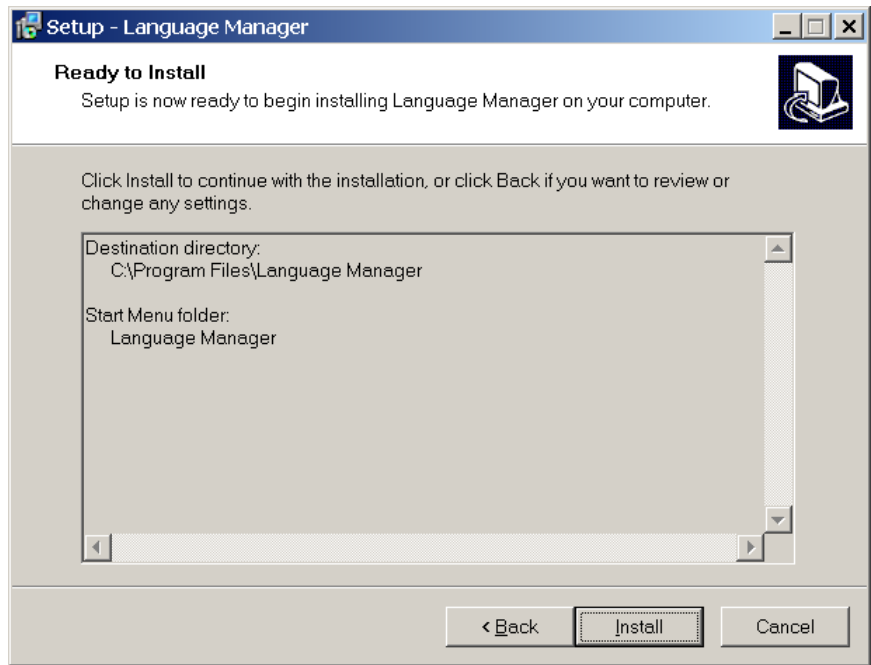 Setup - Language Manager
Ready to Install
Setup is now ready to begin installing Language Manager on your computer.
Click Install to continue with the installation, or click Back if you want to review or
change any settings.
Destination directory:
C:\Program Files\Language Manager
Start Menu folder:
Language Manager
< Back
Install
Cancel